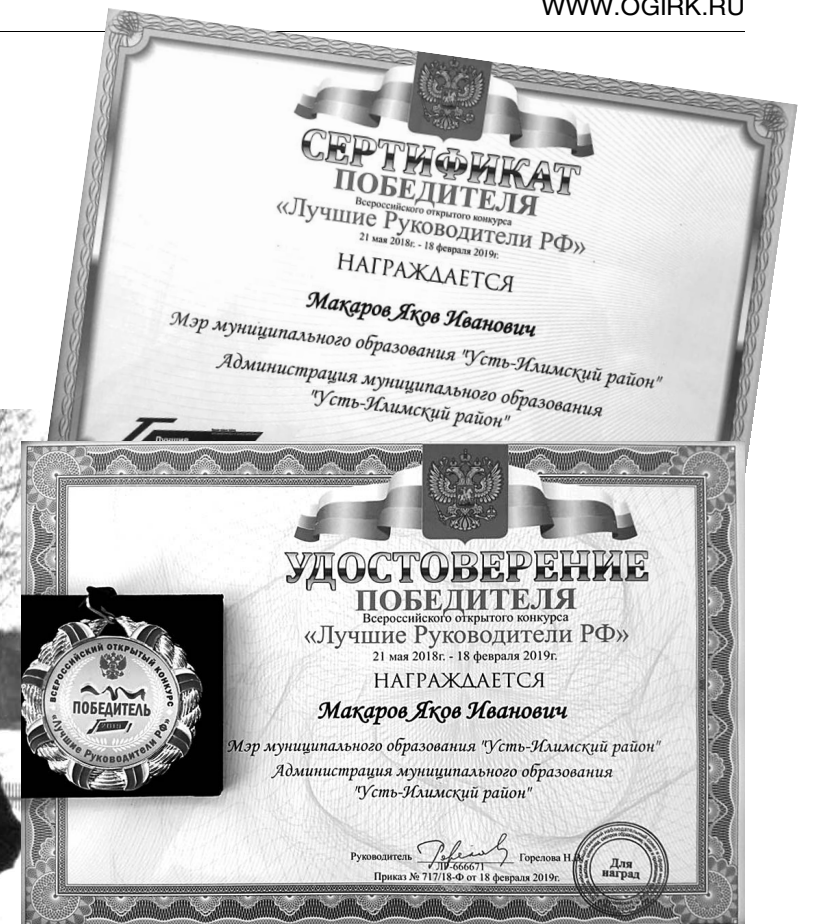 WWW.OGIRK.RU
СЕРТИФИКАТ
ПОБЕДИТЕЛЯ
Всероссийского открытого конкурса
«Лучшие Руководители РФ»
21 мая 2018г. - 18 февраля 2019г.
НАГРАЖДАЕТСЯ
Макаров Яков Иванович
Мэр муниципального образования "Усть-Илимский район"
Администрация муниципального образования
"Усть-Илимский район"
Лучшие
УДОСТОВЕРЕНИЕ
ПОБЕДИТЕЛЯ
Всероссийского открытого конкурса
«Лучшие Руководители РФ»
21 мая 2018г. - 18 февраля 2019г.
НАГРАЖДАЕТСЯ
Макаров Яков Иванович
Мэр муниципального образования "Усть-Илимский район"
Администрация муниципального образования
"Усть-Илимский район"
ВСЕРОССИЙСКИЙ ОТКРЫТЫЙ КОНКУРС
ПОБЕДИТЕЛЬ
2019
«Лучшие Руководители РФ»
Руководитель Горелова Н.
ЛР-666671
Приказ № 717/18-Ф от 18 февраля 2019г.
Для
наград